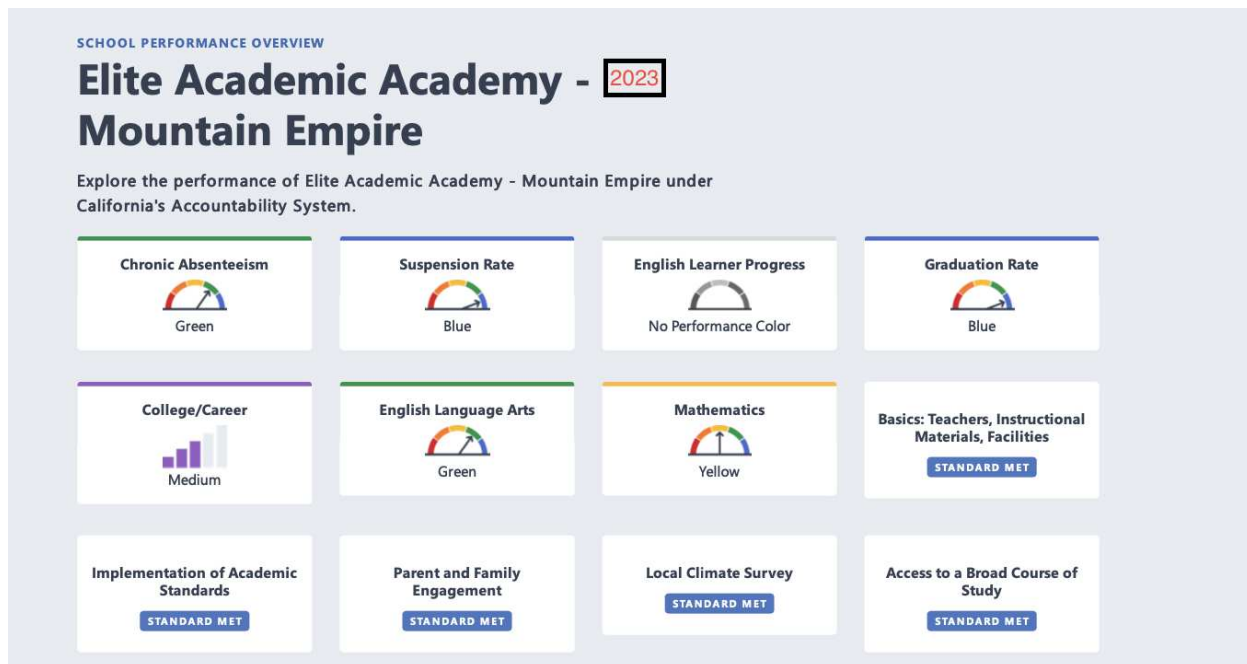 SCHOOL PERFORMANCE OVERVIEW
Elite Academic Academy - 2023
Mountain Empire
Explore the performance of Elite Academic Academy - Mountain Empire under
California's Accountability System.
Chronic Absenteeism
Green
Suspension Rate
Blue
English Learner Progress
No Performance Color
Graduation Rate
Blue
College/Career
Medium
English Language Arts
Green
Mathematics
Yellow
Basics: Teachers, Instructional
Materials, Facilities
STANDARD MET
Implementation of Academic
Standards
STANDARD MET
Parent and Family
Engagement
STANDARD MET
Local Climate Survey
STANDARD MET
Access to a Broad Course of
Study
STANDARD MET